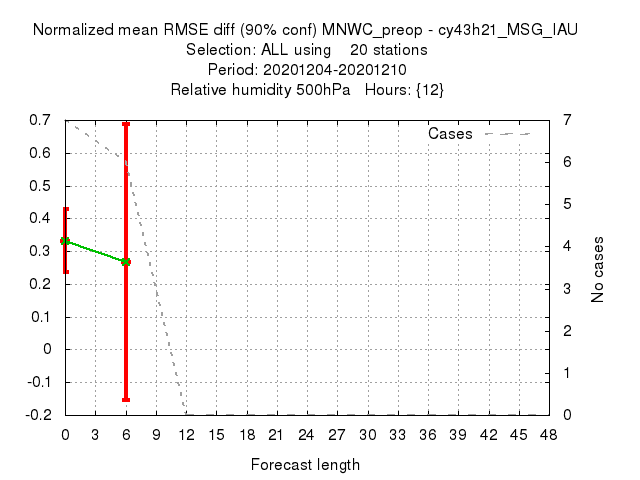 Normalized mean RMSE diff (90% conf) MNWC_preop - cy43h21_MSG_IAU
Selection: ALL using 20 stations
Period: 20201204-20201210
Relative humidity 500hPa Hours: {12}
Cases
0.7
0.6
0.5
0.4
0.3
0.2
0.1
0
-0.1
-0.2
7
6
5
4
3
2
1
0
No cases
0 3 6 9 12 15 18 21 24 27 30 33 36 39 42 45 48
Forecast length